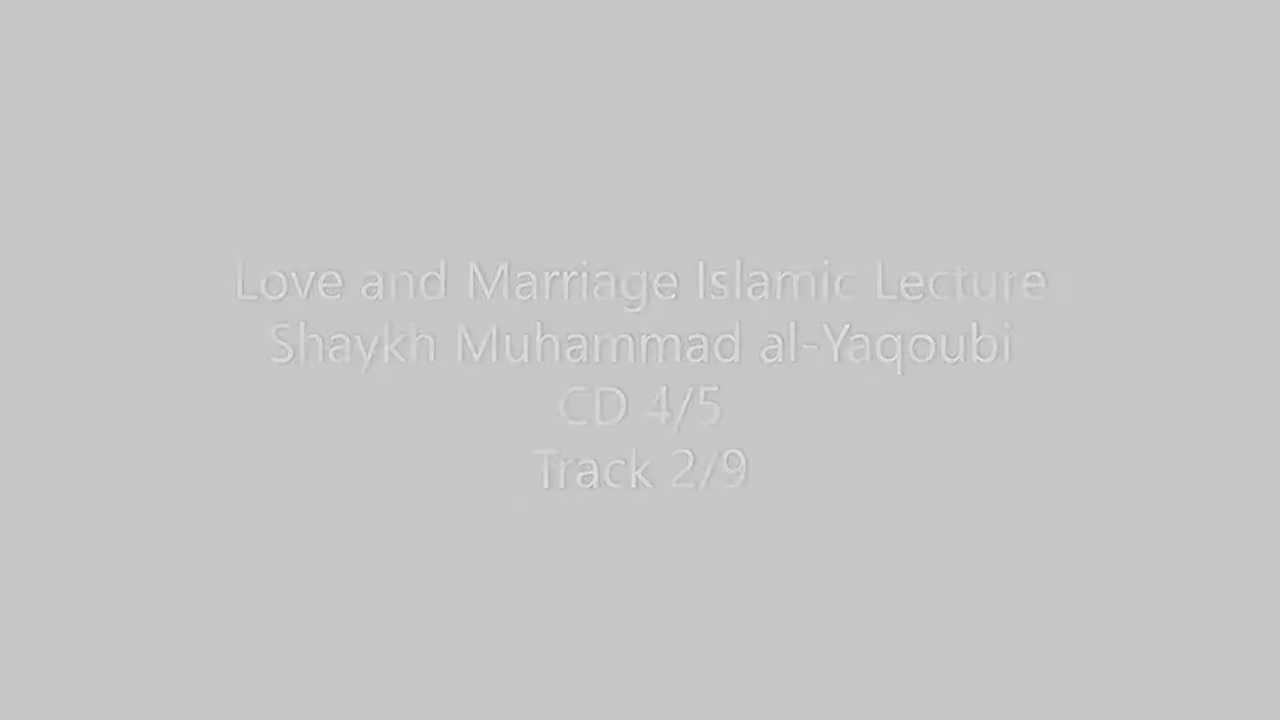 Love and Marriage Islamic Lecture
Shaykh Muhammad al-Yaqoubi
CD 4/5
Track 2/9